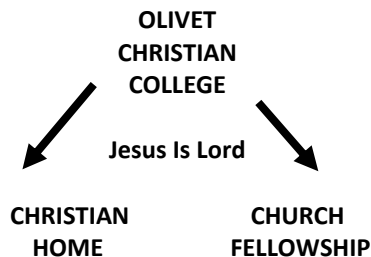 OLIVET
CHRISTIAN
COLLEGE
Jesus Is Lord
CHRISTIAN
HOME
CHURCH
FELLOWSHIP